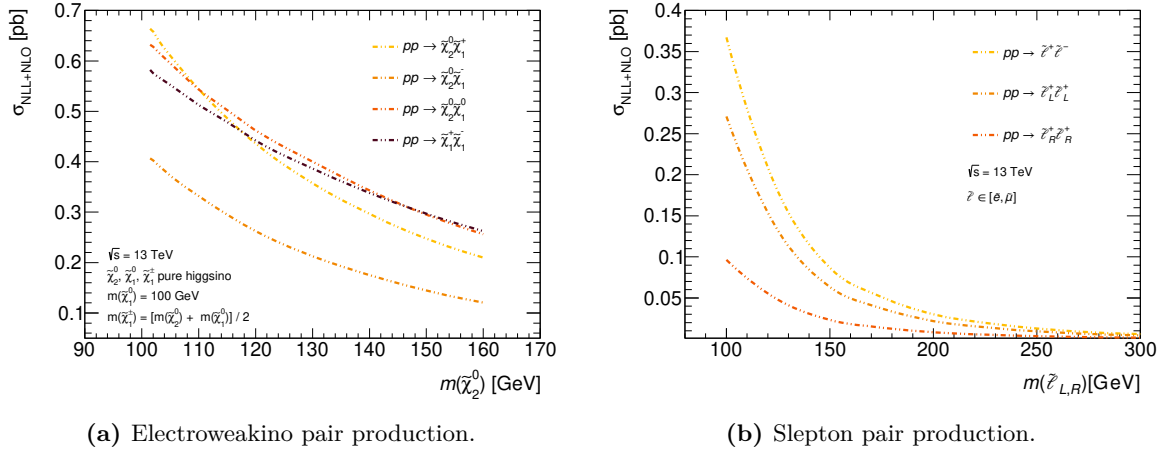 σ_NLL+NLO [pb]
0.7
0.6
0.5
0.4
0.3
0.2
0.1
pp → χ̃₂⁰χ̃₁⁺
pp → χ̃₂⁰χ̃₁⁻
pp → χ̃₂⁰χ̃₁⁰
pp → χ̃₁⁺χ̃₁⁻
√s = 13 TeV
χ̃₂⁰, χ̃₁⁰, χ̃₁^± pure higgsino
m(χ̃₁⁰) = 100 GeV
m(χ̃₁^±) = [m(χ̃₂⁰) + m(χ̃₁⁰)] / 2
90 100 110 120 130 140 150 160 170
m(χ̃₂⁰) [GeV]
(a) Electroweakino pair production.
σ_NLL+NLO [pb]
0.4
0.35
0.3
0.25
0.2
0.15
0.1
0.05
pp → ℓ̃⁺ℓ̃⁻
pp → ℓ̃_L⁺ℓ̃_L⁺
pp → ℓ̃_R⁺ℓ̃_R⁺
√s = 13 TeV
ℓ̃ ∈ [ẽ, μ̃]
100 150 200 250 300
m(ℓ̃_L,R)[GeV]
(b) Slepton pair production.